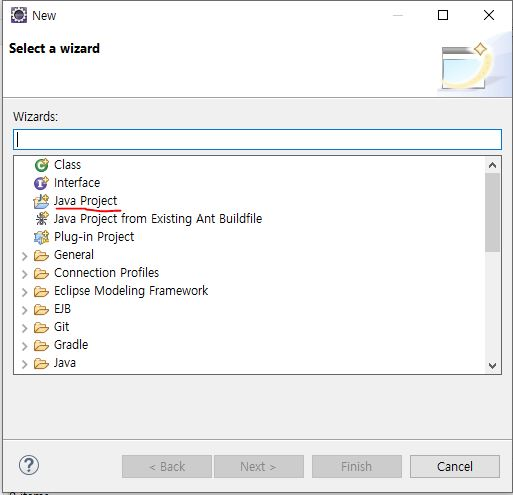 New
Select a wizard
Wizards:
Class
Interface
Java Project
Java Project from Existing Ant Buildfile
Plug-in Project
General
Connection Profiles
Eclipse Modeling Framework
EJB
Git
Gradle
Java
< Back
Next >
Finish
Cancel